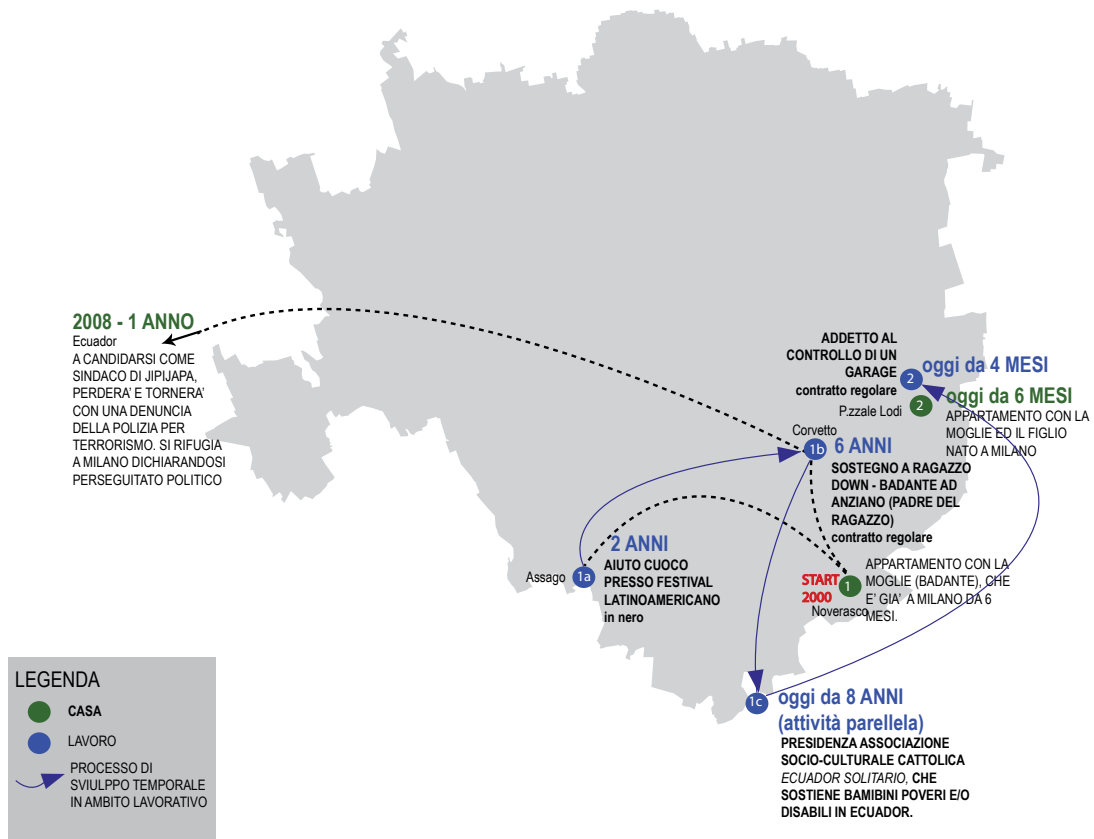 2008 - 1 ANNO
Ecuador
A CANDIDARSI COME
SINDACO DI JIPIJAPA,
PERDERA' E TORNERA'
CON UNA DENUNCIA
DELLA POLIZIA PER
TERRORISMO. SI RIFUGIA
A MILANO DICHIARANDOSI
PERSEGUITATO POLITICO
ADDETTO AL
CONTROLLO DI UN
GARAGE
contratto regolare
2
oggi da 4 MESI
P.zzale Lodi
2
oggi da 6 MESI
APPARTAMENTO CON LA
MOGLIE ED IL FIGLIO
NATO A MILANO
Corvetto
1b
6 ANNI
SOSTEGNO A RAGAZZO
DOWN - BADANTE AD
ANZIANO (PADRE DEL
RAGAZZO)
contratto regolare
2 ANNI
Assago
1a
AIUTO CUOCO
PRESSO FESTIVAL
LATINOAMERICANO
in nero
START
2000
1
Noverasco
APPARTAMENTO CON LA
MOGLIE (BADANTE), CHE
E' GIA' A MILANO DA 6
MESI.
1c
oggi da 8 ANNI
(attività parellela)
PRESIDENZA ASSOCIAZIONE
SOCIO-CULTURALE CATTOLICA
ECUADOR SOLITARIO, CHE
SOSTIENE BAMIBINI POVERI E/O
DISABILI IN ECUADOR.
LEGENDA
CASA
LAVORO
PROCESSO DI
SVIULPPO TEMPORALE
IN AMBITO LAVORATIVO